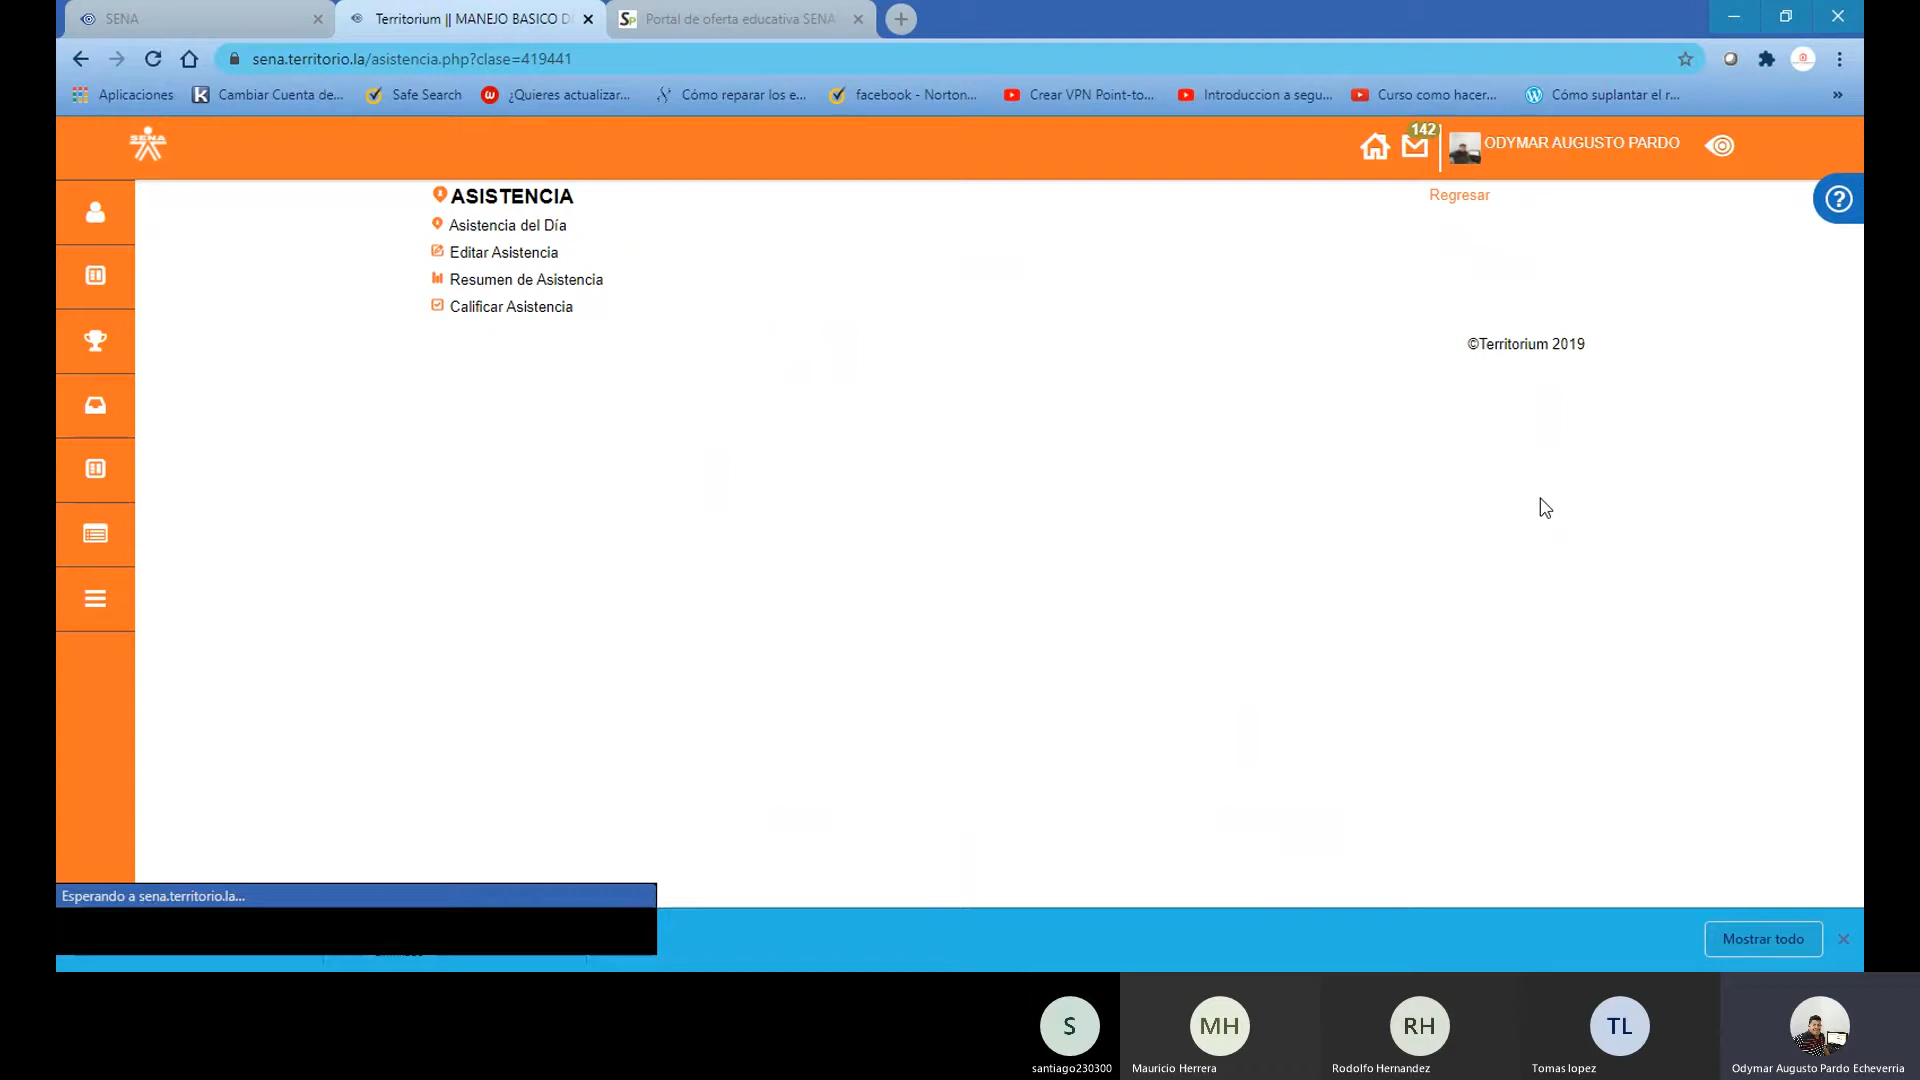 SENA
Territorium || MANEJO BASICO D
Portal de oferta educativa SENA
sena.territorio.la/asistencia.php?clase=419441
Aplicaciones
Cambiar Cuenta de...
Safe Search
¿Quieres actualizar...
Cómo reparar los e...
facebook - Norton...
Crear VPN Point-to...
Introduccion a segu...
Curso como hacer...
Cómo suplantar el r...
»
SENA
142
ODYMAR AUGUSTO PARDO
ASISTENCIA
Regresar
?
Asistencia del Día
Editar Asistencia
Resumen de Asistencia
Calificar Asistencia
©Territorium 2019
Esperando a sena.territorio.la...
Mostrar todo
S
MH
RH
TL
santiago230300
Mauricio Herrera
Rodolfo Hernandez
Tomas lopez
Odymar Augusto Pardo Echeverria